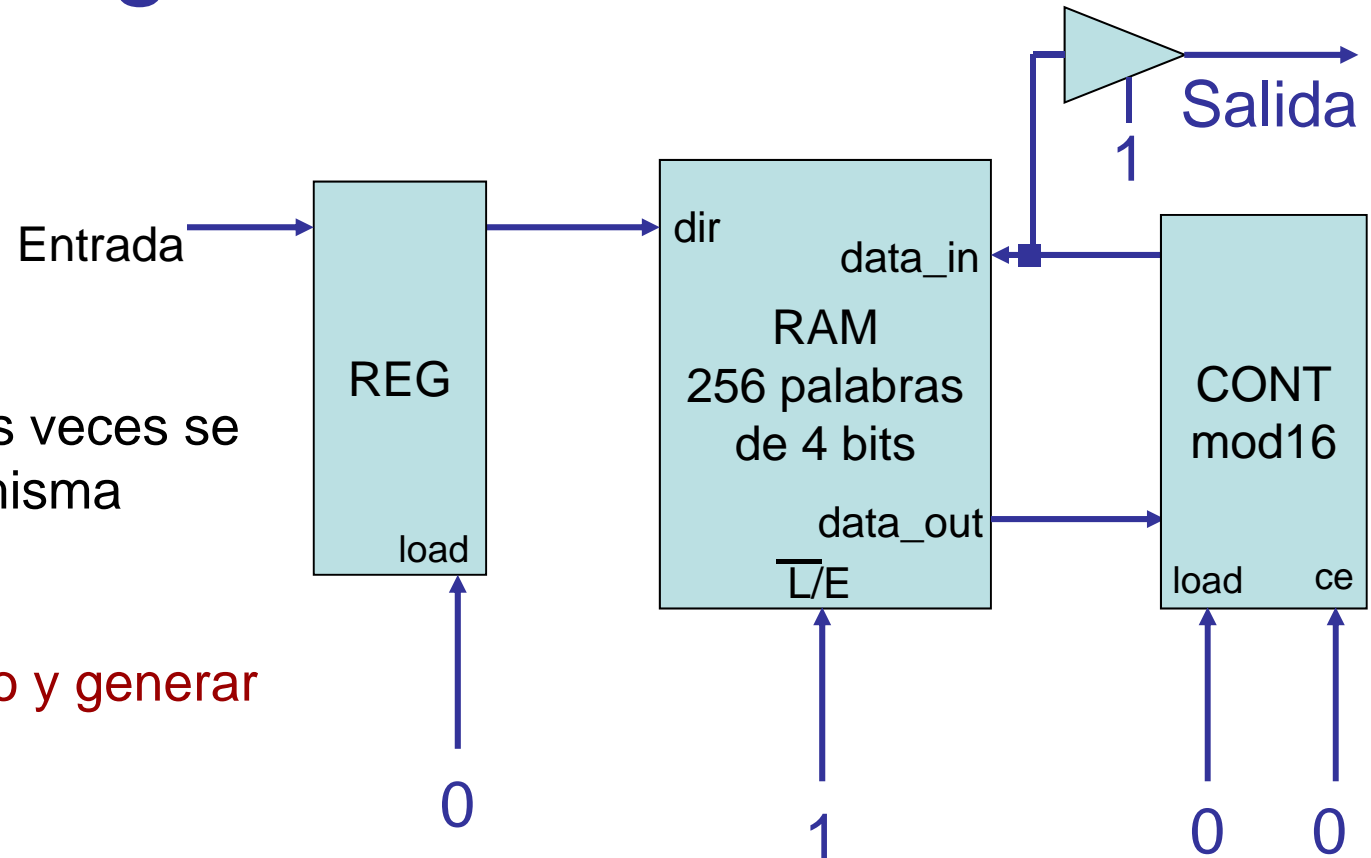 Salida
1
Entrada
dir
data_in
RAM
256 palabras
de 4 bits
data_out
L/E
REG
load
CONT
mod16
load
ce
s veces se
misma
o y generar
0
1
0
0